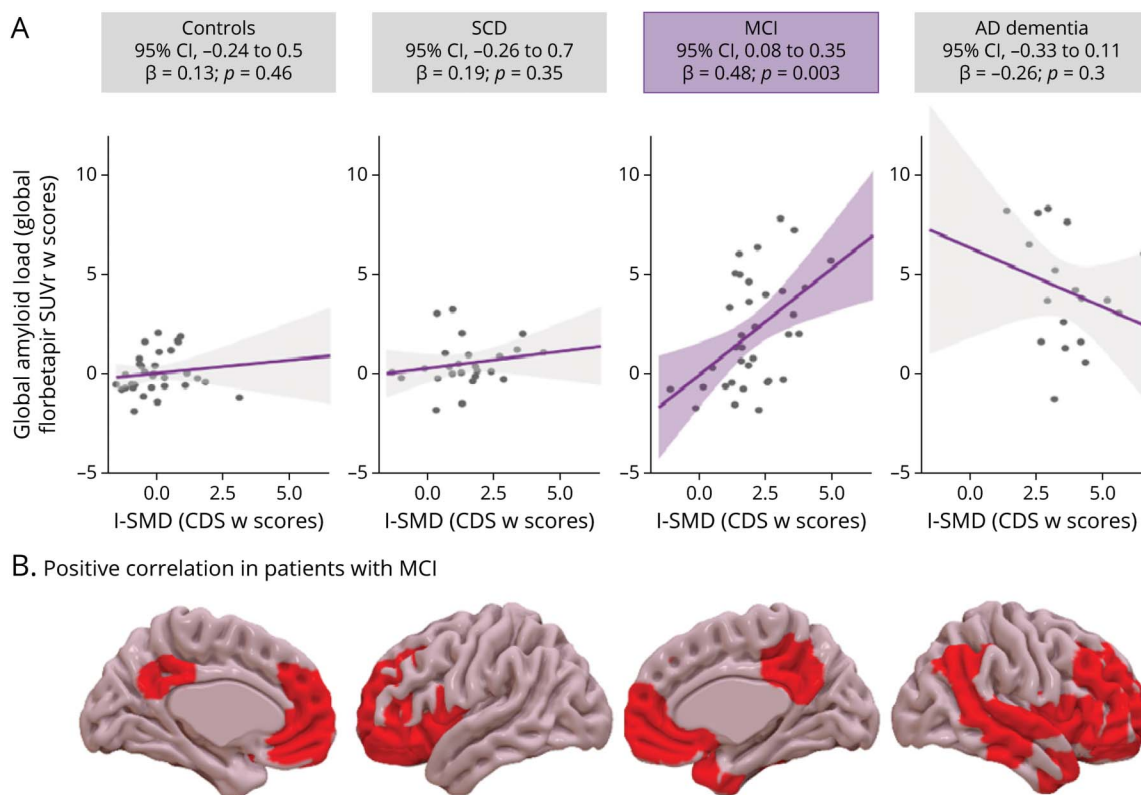 A
Controls
95% CI, –0.24 to 0.5
β = 0.13; p = 0.46
SCD
95% CI, –0.26 to 0.7
β = 0.19; p = 0.35
MCI
95% CI, 0.08 to 0.35
β = 0.48; p = 0.003
AD dementia
95% CI, –0.33 to 0.11
β = –0.26; p = 0.3
Global amyloid load (global
florbetapir SUVr w scores)
10
5
0
–5
0.0 2.5 5.0
I-SMD (CDS w scores)
10
5
0
–5
0.0 2.5 5.0
I-SMD (CDS w scores)
10
5
0
–5
0.0 2.5 5.0
I-SMD (CDS w scores)
10
5
0
–5
0.0 2.5 5.0
I-SMD (CDS w scores)
B. Positive correlation in patients with MCI